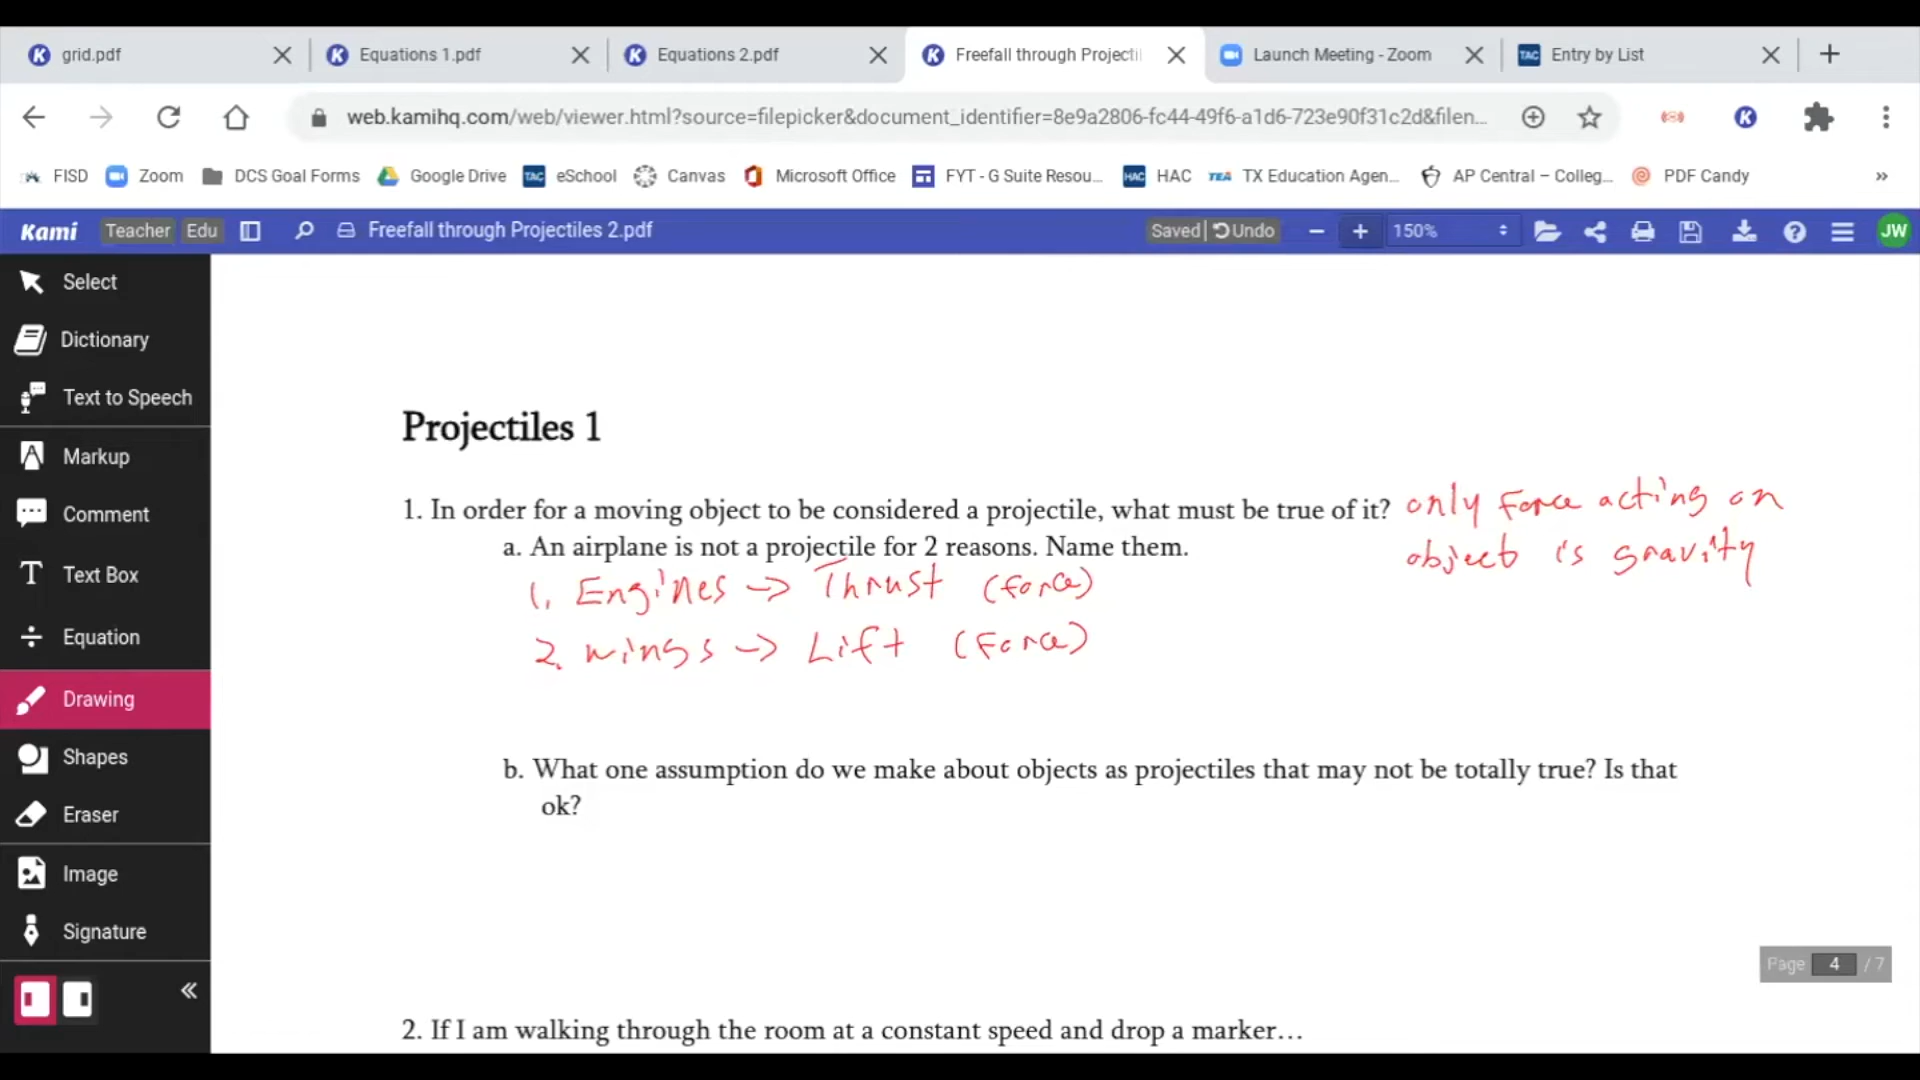 grid.pdf
Equations 1.pdf
Equations 2.pdf
Freefall through Projecti
Launch Meeting - Zoom
Entry by List
web.kamihq.com/web/viewer.html?source=filepicker&document_identifier=8e9a2806-fc44-49f6-a1d6-723e90f31c2d&filen...
FISD
Zoom
DCS Goal Forms
Google Drive
TAC eSchool
Canvas
Microsoft Office
FYT - G Suite Resou...
HAC HAC
TEA TX Education Agen...
AP Central – Colleg...
PDF Candy
»
Kami Teacher Edu
Freefall through Projectiles 2.pdf
Saved Undo
150%
JW
Select
Dictionary
Text to Speech
Markup
Comment
Text Box
Equation
Drawing
Shapes
Eraser
Image
Signature
Projectiles 1
1. In order for a moving object to be considered a projectile, what must be true of it? only Force acting on
object is gravity
a. An airplane is not a projectile for 2 reasons. Name them.
1. Engines -> Thrust (force)
2. wings -> Lift (Force)
b. What one assumption do we make about objects as projectiles that may not be totally true? Is that
ok?
Page 4 / 7
2. If I am walking through the room at a constant speed and drop a marker…